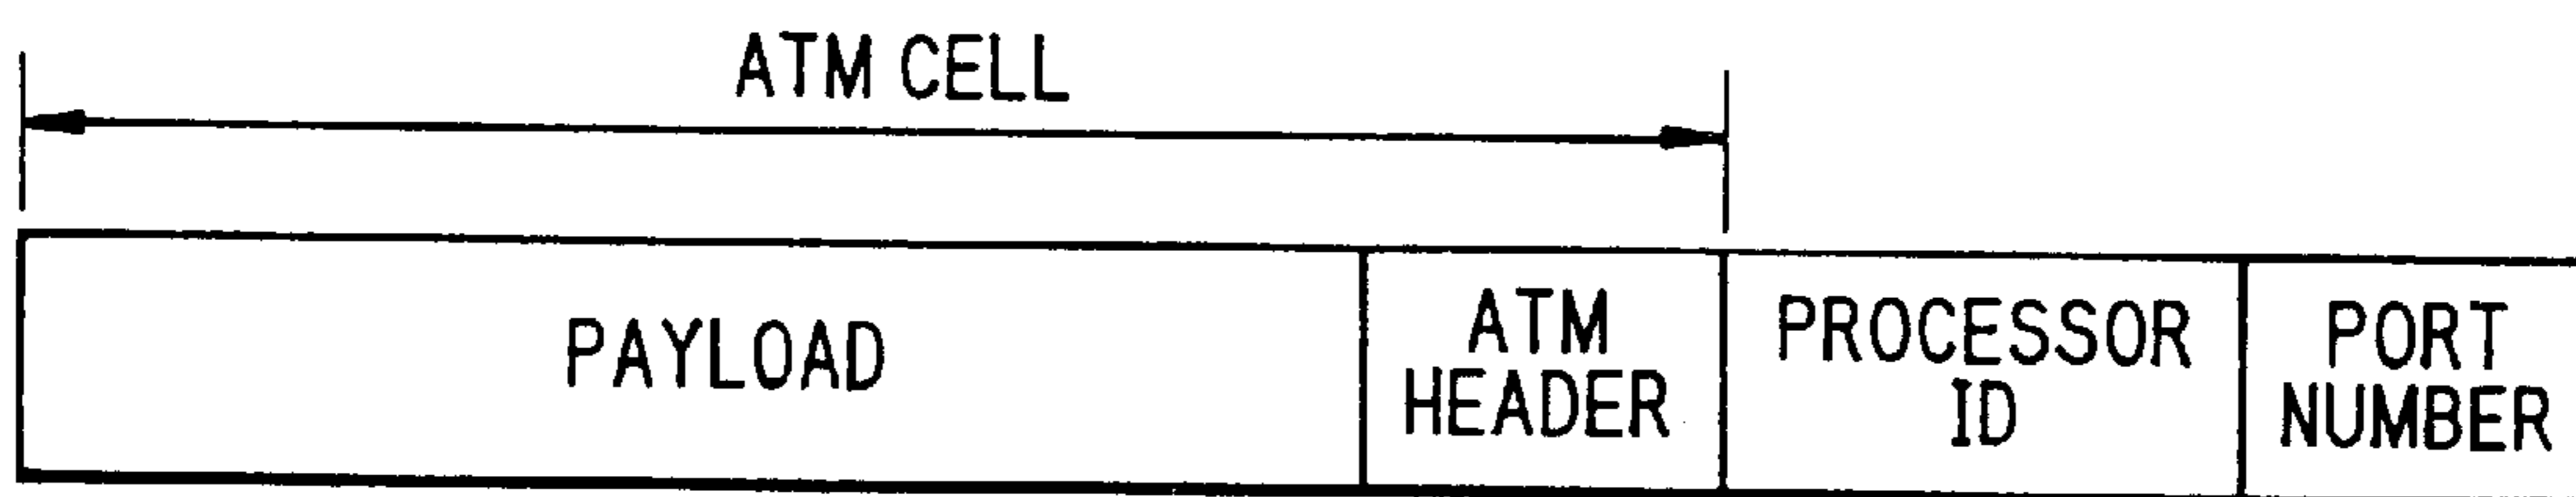 ATM CELL
PAYLOAD
ATM
HEADER
PROCESSOR
ID
PORT
NUMBER